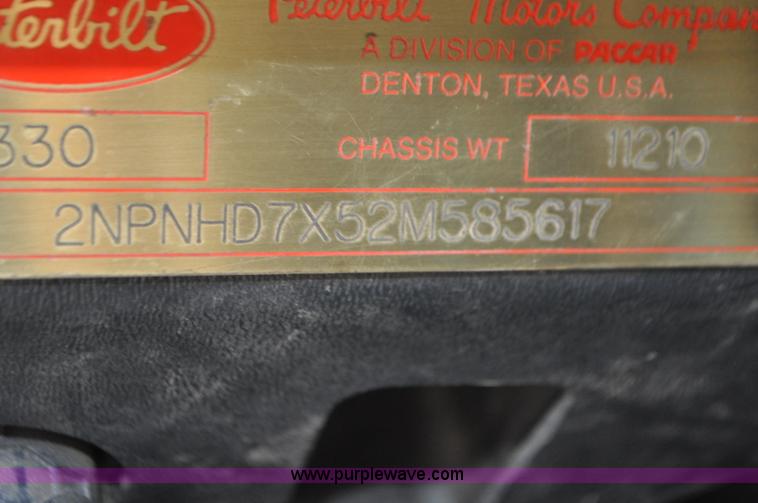 terbilt
Peterbilt Motors Company
A DIVISION OF PACCAR
DENTON, TEXAS U.S.A.
330
CHASSIS WT 11210
2NPNHD7X52M585617
www.purplewave.com